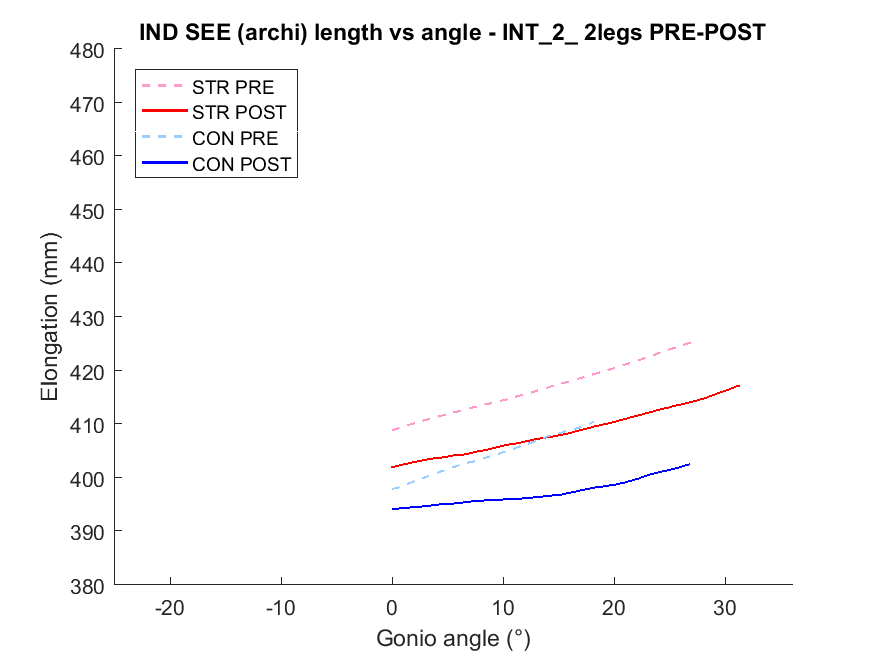 IND SEE (archi) length vs angle - INT_2_ 2legs PRE-POST
480
470
460
450
440
430
420
410
400
390
380
Elongation (mm)
STR PRE
STR POST
CON PRE
CON POST
-20 -10 0 10 20 30
Gonio angle (°)